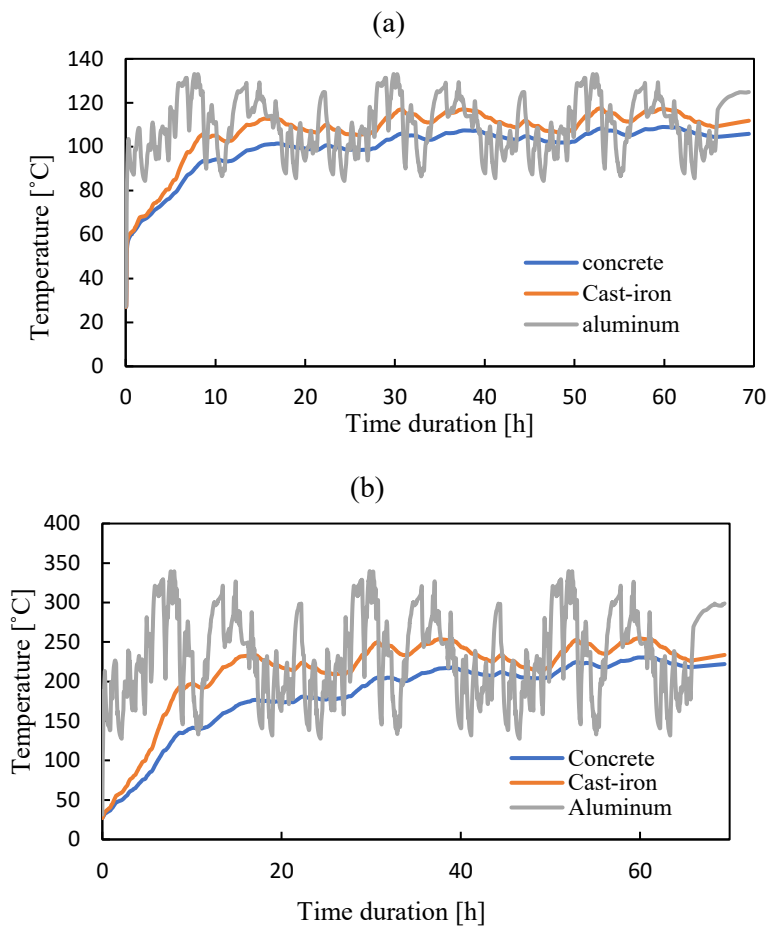 (a)
Temperature [˚C]
140
120
100
80
60
40
20
0
concrete
Cast-iron
aluminum
0 10 20 30 40 50 60 70
Time duration [h]
(b)
Temperature [˚C]
400
350
300
250
200
150
100
50
0
Concrete
Cast-iron
Aluminum
0 20 40 60
Time duration [h]